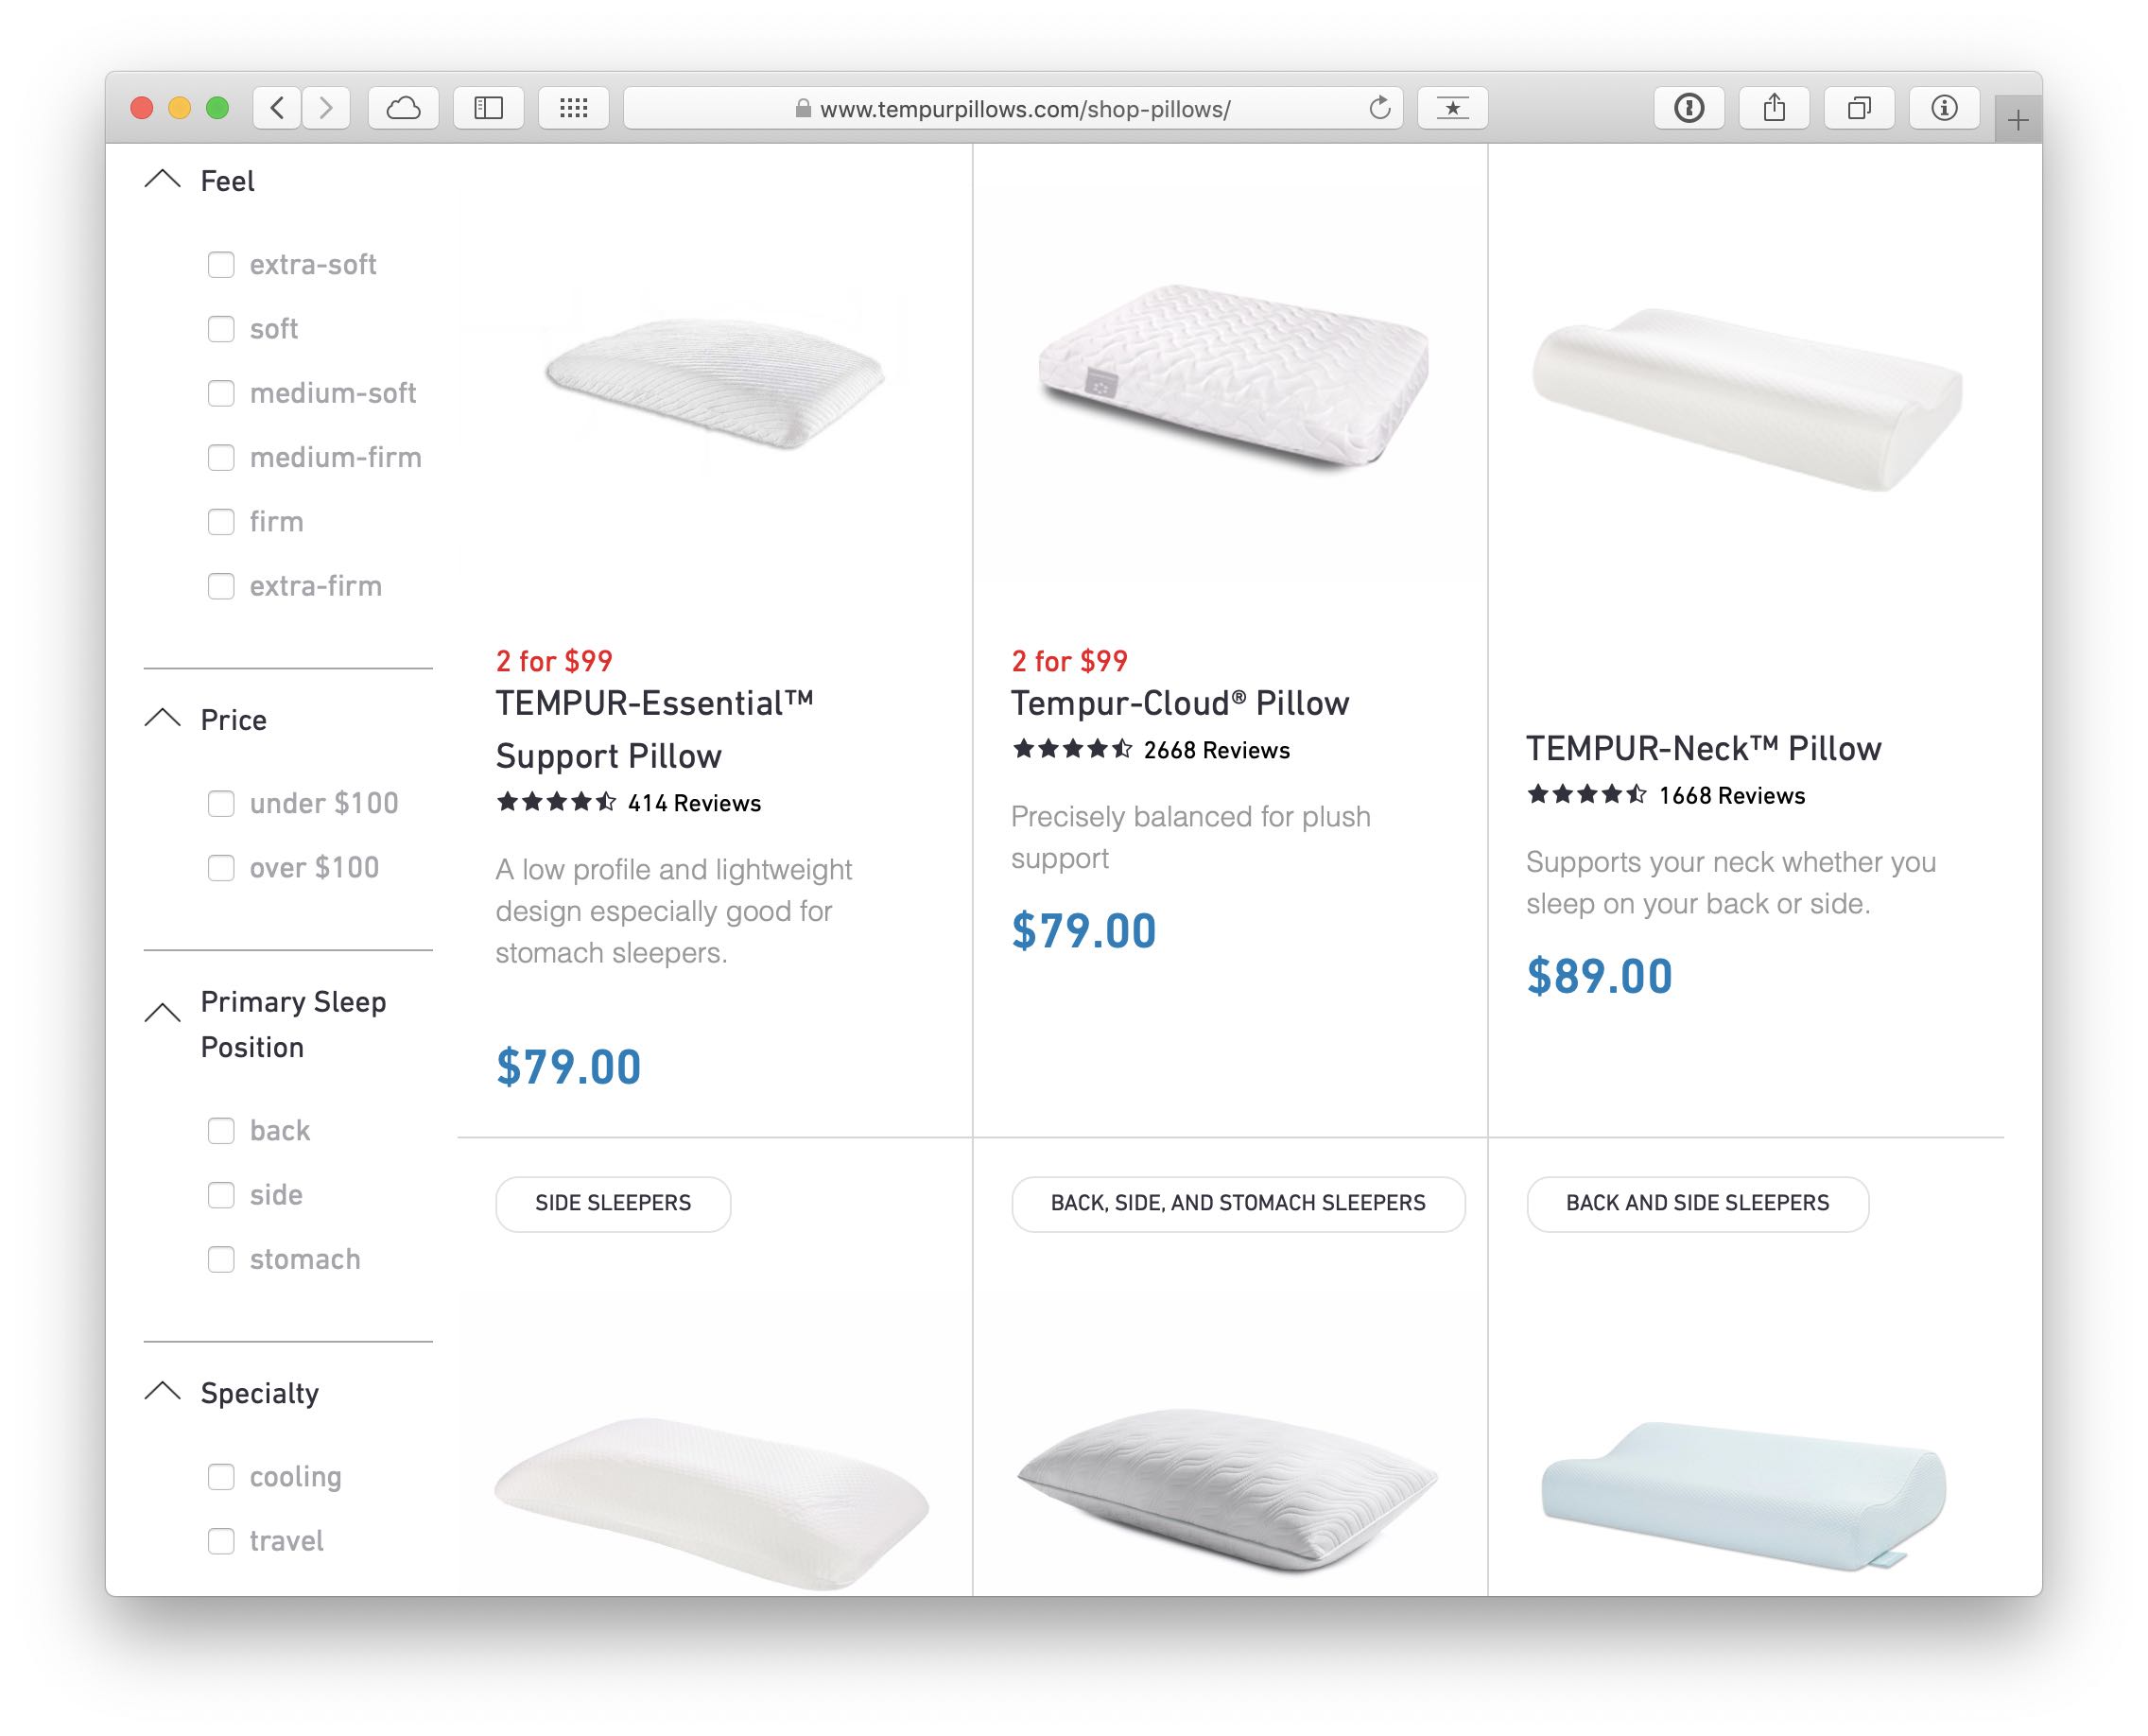 www.tempurpillows.com/shop-pillows/
Feel
extra-soft
soft
medium-soft
medium-firm
firm
extra-firm
Price
under $100
over $100
Primary Sleep
Position
back
side
stomach
Specialty
cooling
travel
2 for $99
TEMPUR-Essential™
Support Pillow
414 Reviews
A low profile and lightweight
design especially good for
stomach sleepers.
$79.00
2 for $99
Tempur-Cloud® Pillow
2668 Reviews
Precisely balanced for plush
support
$79.00
TEMPUR-Neck™ Pillow
1668 Reviews
Supports your neck whether you
sleep on your back or side.
$89.00
SIDE SLEEPERS
BACK, SIDE, AND STOMACH SLEEPERS
BACK AND SIDE SLEEPERS